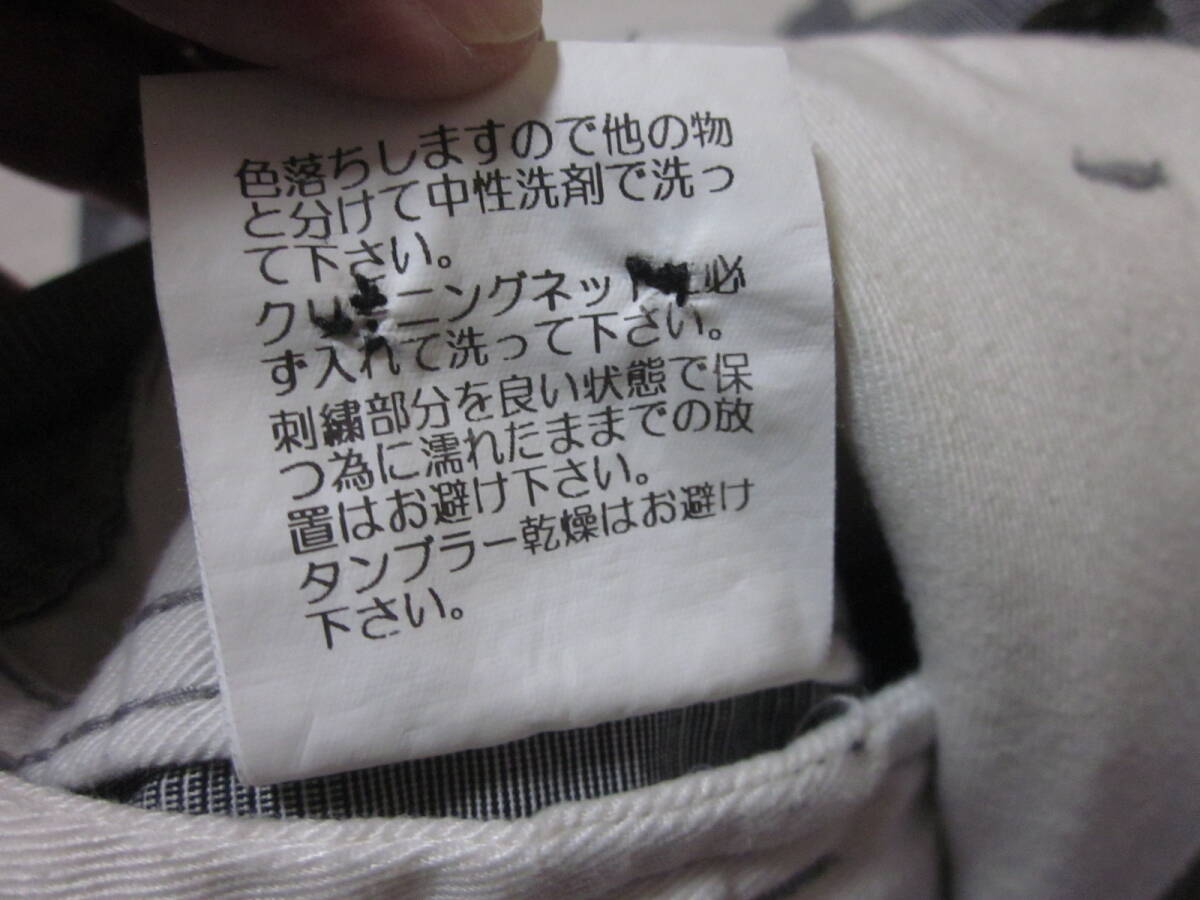 色落ちしますので他の物
と分けて中性洗剤で洗っ
て下さい。
クリーニングネットに必
ず入れて洗って下さい。
刺繍部分を良い状態で保
つ為に濡れたままでの放
置はお避け下さい。
タンブラー乾燥はお避け
下さい。